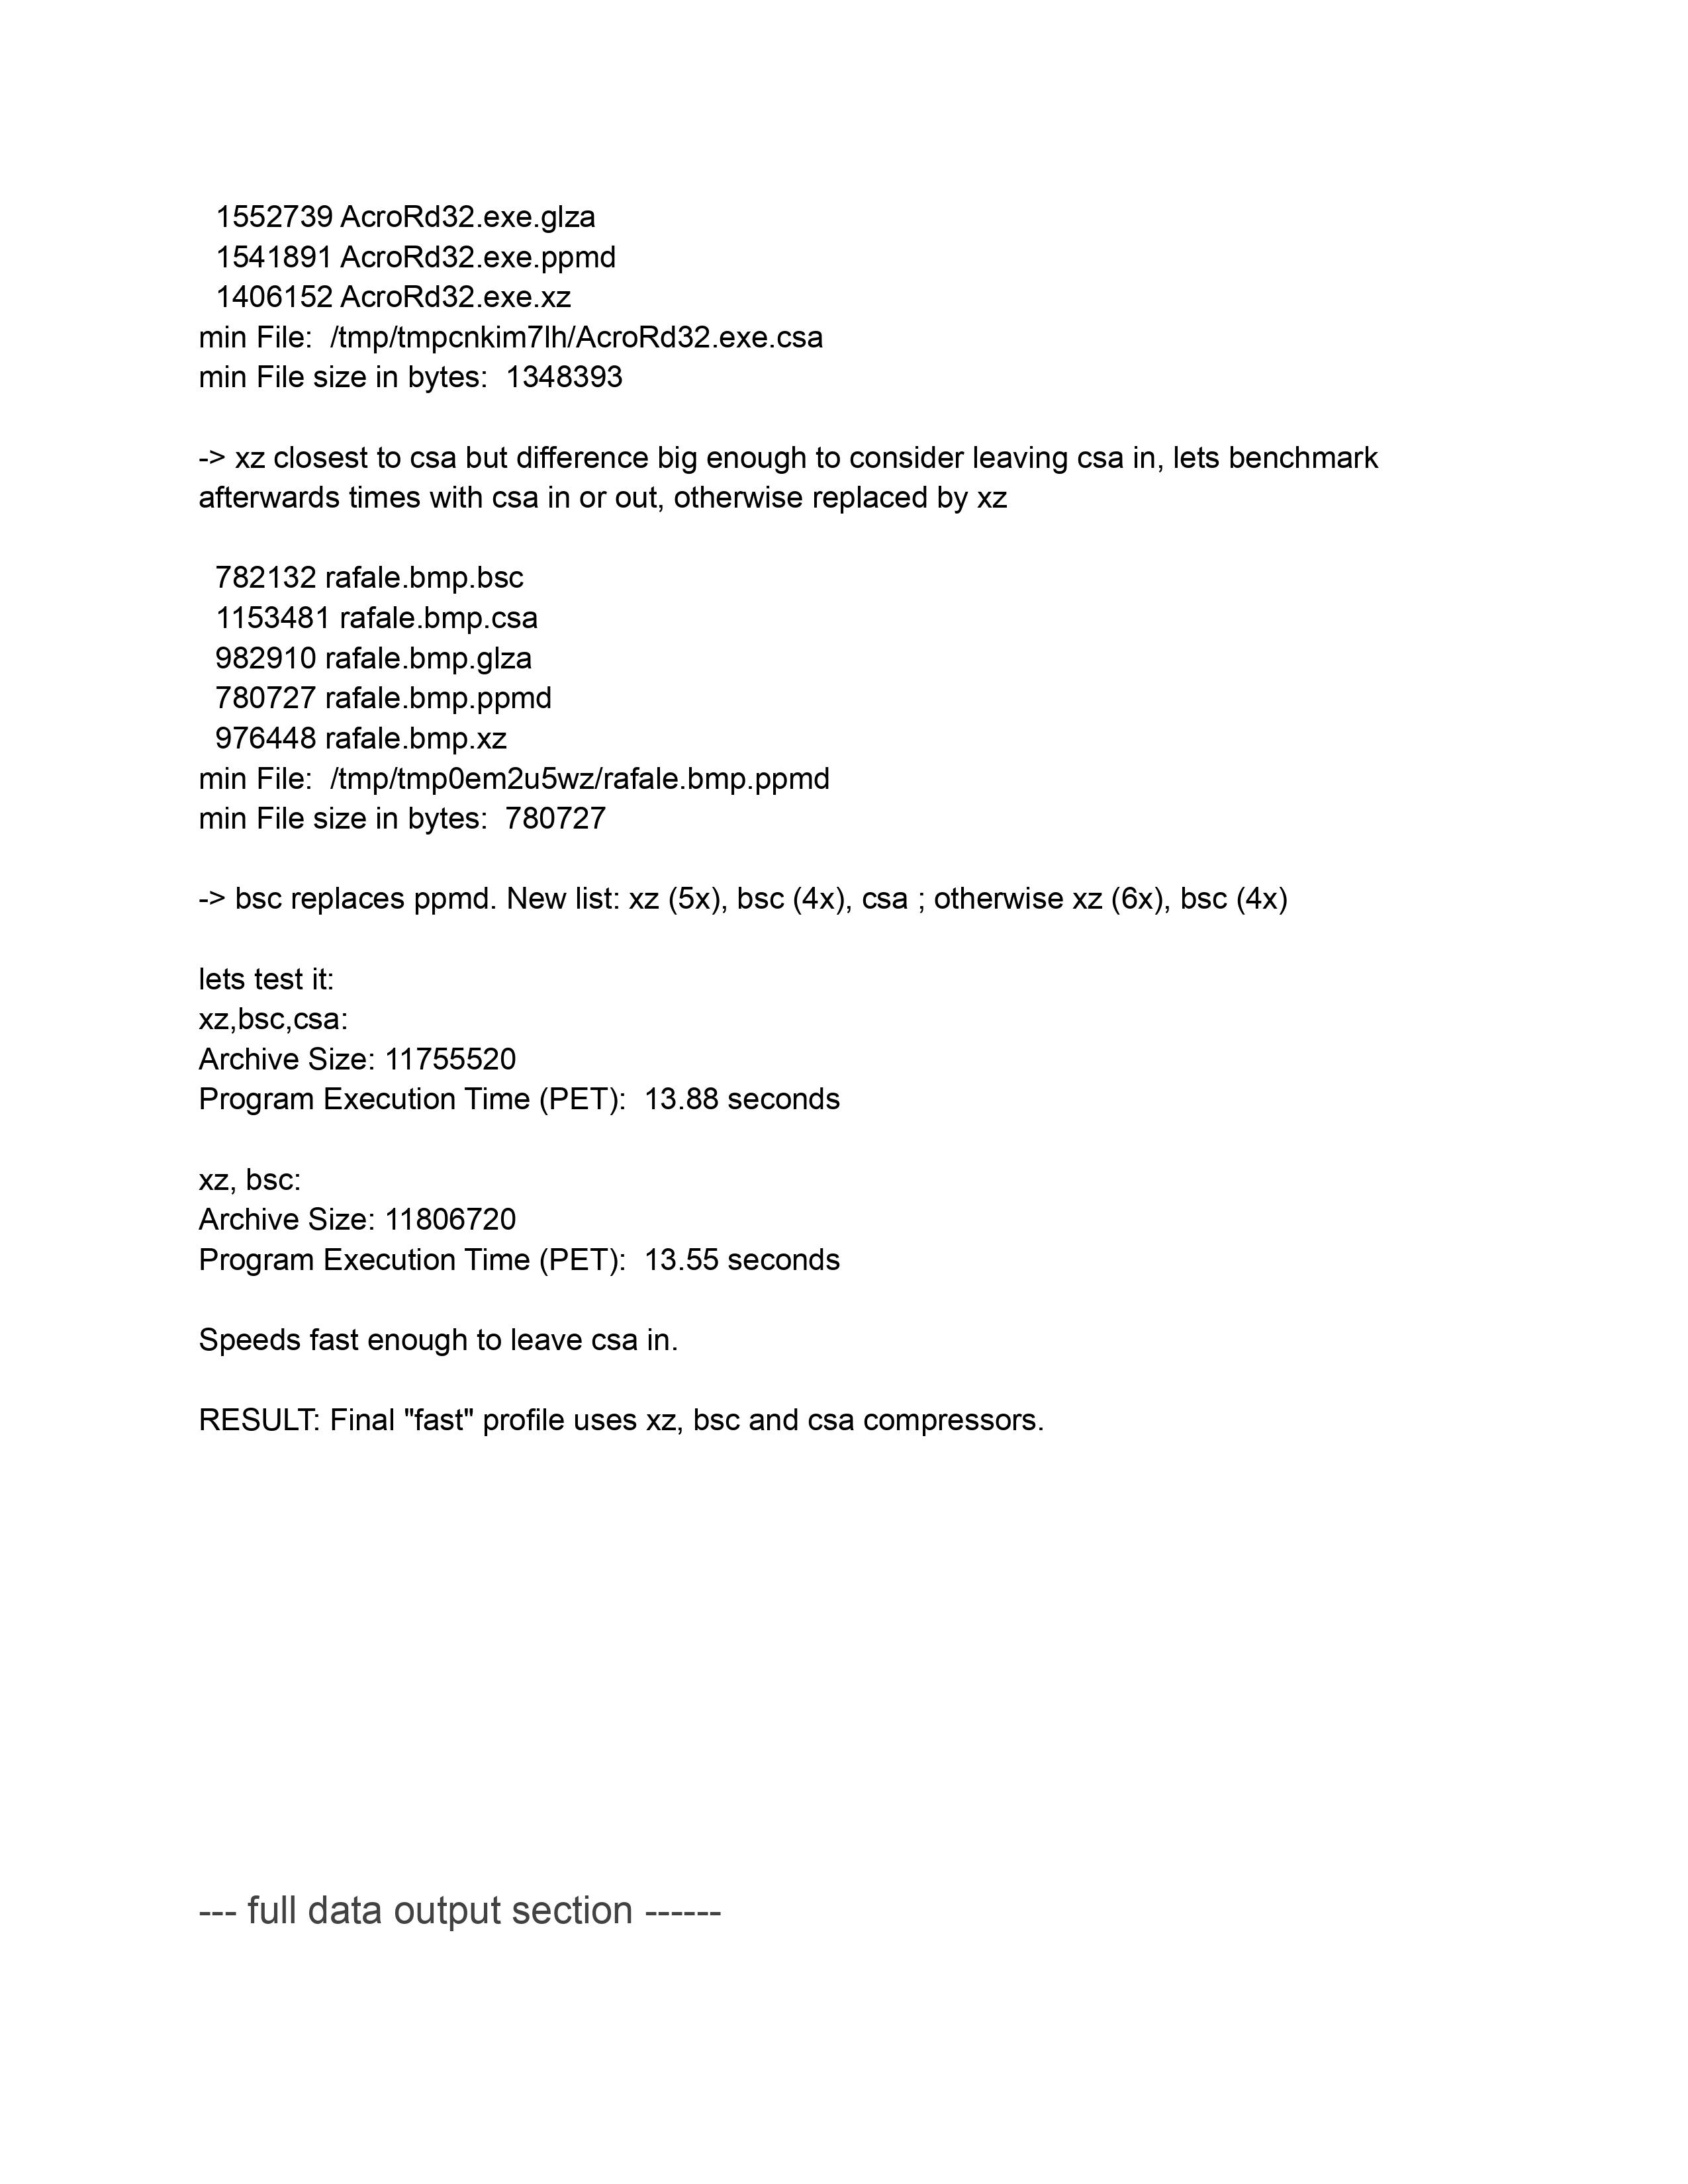 1552739 AcroRd32.exe.glza
1541891 AcroRd32.exe.ppmd
1406152 AcroRd32.exe.xz
min File:  /tmp/tmpcnkim7lh/AcroRd32.exe.csa
min File size in bytes:  1348393
-> xz closest to csa but difference big enough to consider leaving csa in, lets benchmark
afterwards times with csa in or out, otherwise replaced by xz
782132 rafale.bmp.bsc
1153481 rafale.bmp.csa
982910 rafale.bmp.glza
780727 rafale.bmp.ppmd
976448 rafale.bmp.xz
min File:  /tmp/tmp0em2u5wz/rafale.bmp.ppmd
min File size in bytes:  780727
-> bsc replaces ppmd. New list: xz (5x), bsc (4x), csa ; otherwise xz (6x), bsc (4x)
lets test it:
xz,bsc,csa:
Archive Size: 11755520
Program Execution Time (PET):  13.88 seconds
xz, bsc:
Archive Size: 11806720
Program Execution Time (PET):  13.55 seconds
Speeds fast enough to leave csa in.
RESULT: Final "fast" profile uses xz, bsc and csa compressors.
--- full data output section ------